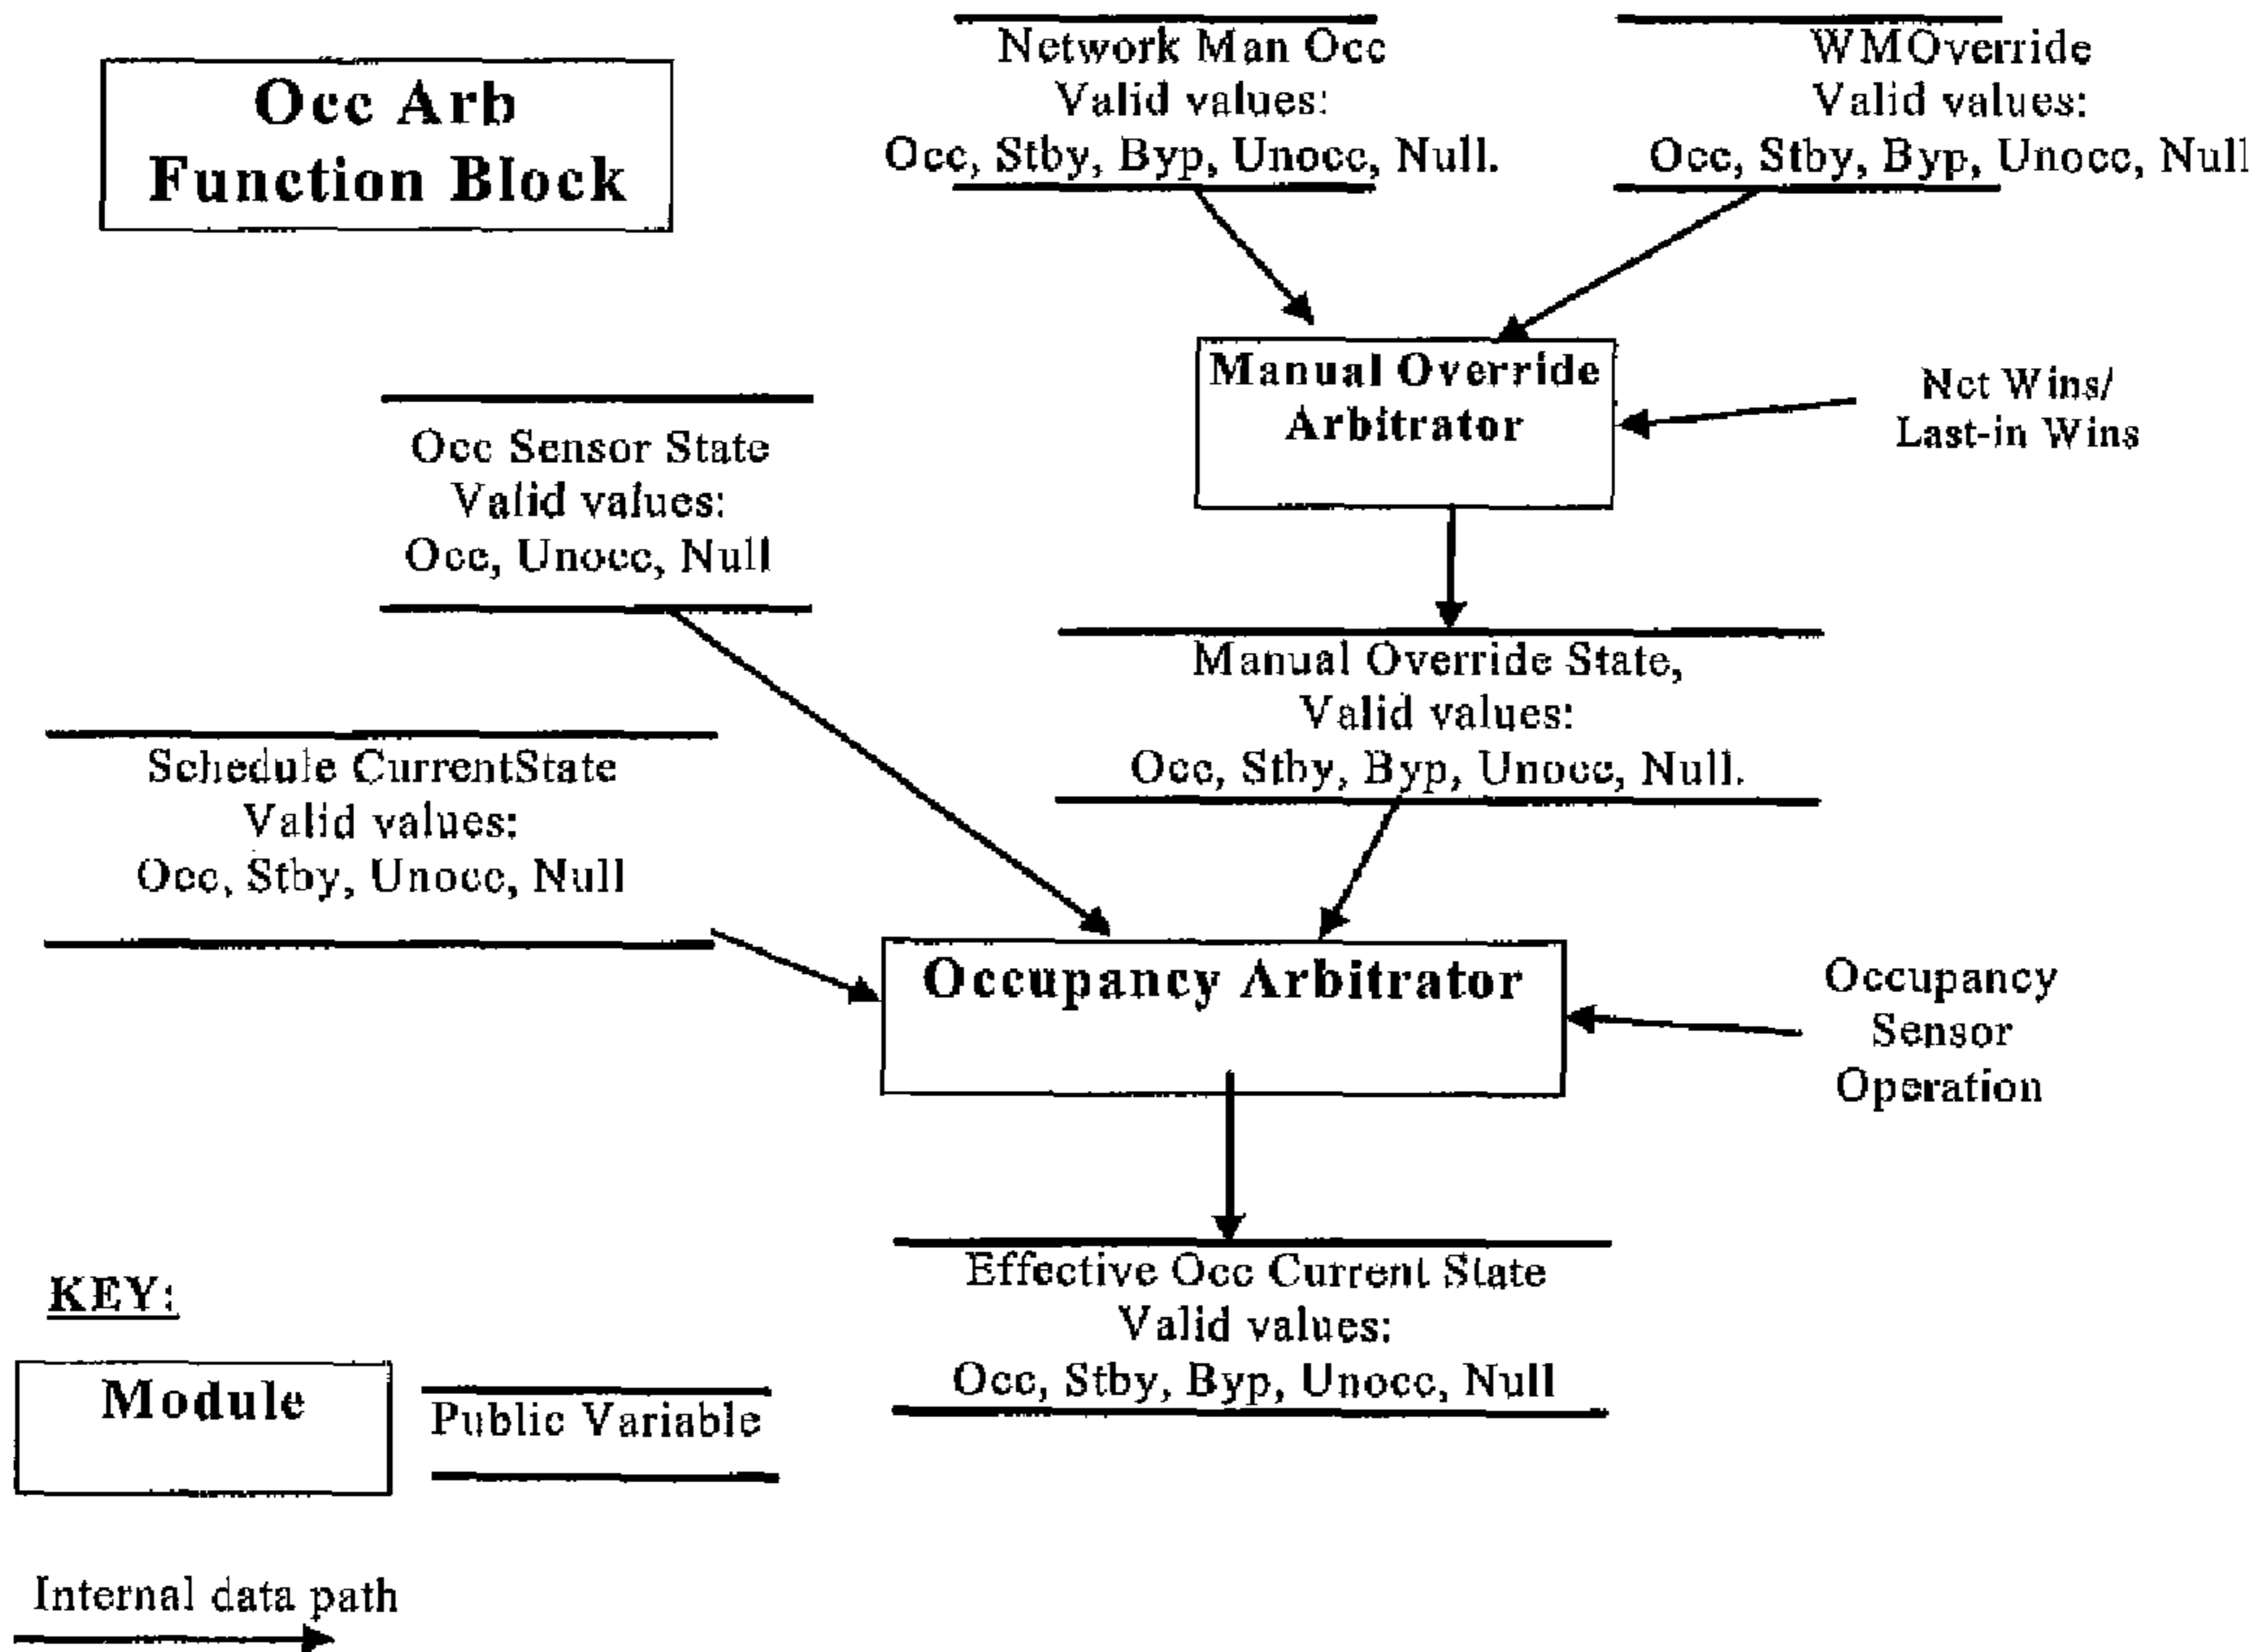 Occ Arb
Function Block
Network Man Occ
Valid values:
Occ, Stby, Byp, Unocc, Null.
WMOverride
Valid values:
Occ, Stby, Byp, Unocc, Null
Manual Override
Arbitrator
Net Wins/
Last-in Wins
Occ Sensor State
Valid values:
Occ, Unocc, Null
Manual Override State,
Valid values:
Occ, Stby, Byp, Unocc, Null.
Schedule CurrentState
Valid values:
Occ, Stby, Unocc, Null
Occupancy Arbitrator
Occupancy
Sensor
Operation
Effective Occ Current State
Valid values:
Occ, Stby, Byp, Unocc, Null
KEY:
Module
Public Variable
Internal data path